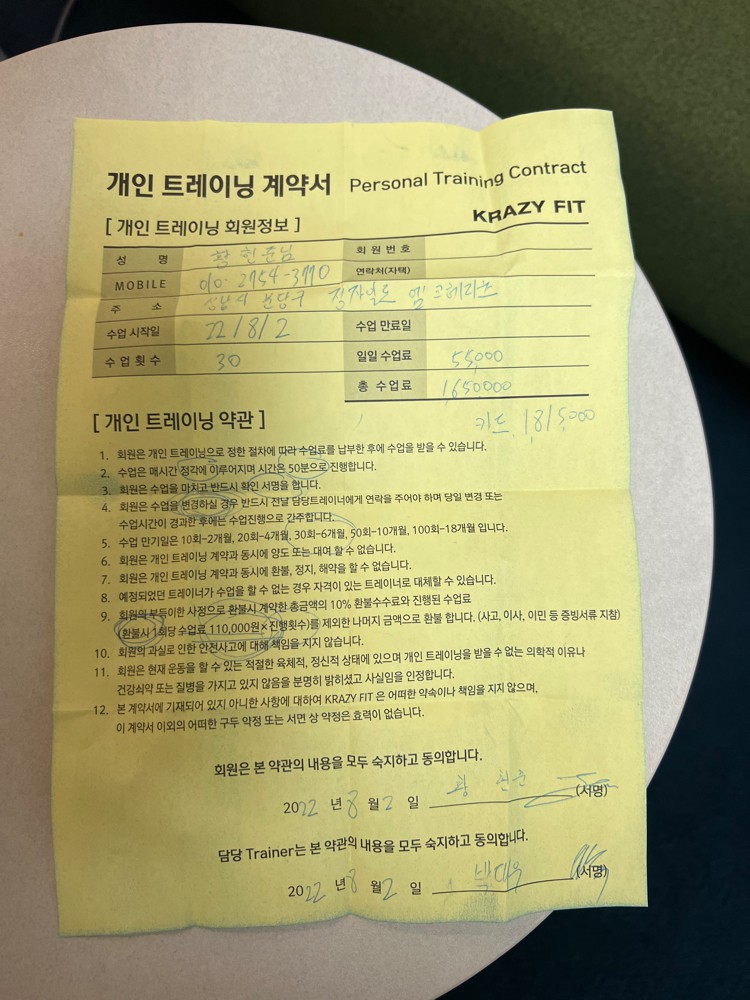 개인 트레이닝 계약서 Personal Training Contract
KRAZY FIT
[ 개인 트레이닝 회원정보 ]
성 명 황 현준님 회 원 번 호
MOBILE 010-2754-3770 연락처(자택)
주 소 성남시 분당구 정자일로
수업 시작일 22/8/2 수업 만료일
수 업 횟 수 30 일일 수업료 55,000
총 수업료 1,650000
카드 1,815,000
[ 개인 트레이닝 약관 ]
1. 회원은 개인 트레이닝으로 정한 절차에 따라 수업료를 납부한 후에 수업을 받을 수 있습니다.
2. 수업은 매시간 정각에 이루어지며 시간은 50분으로 진행합니다.
3. 회원은 수업을 마치고 반드시 확인 서명을 합니다.
4. 회원은 수업을 변경하실 경우 반드시 전날 담당트레이너에게 연락을 주어야 하며 당일 변경 또는
수업시간이 경과한 후에는 수업진행으로 간주합니다.
5. 수업 만기일은 10회-2개월, 20회-4개월, 30회-6개월, 50회-10개월, 100회-18개월 입니다.
6. 회원은 개인 트레이닝 계약과 동시에 양도 또는 대여 할 수 없습니다.
7. 회원은 개인 트레이닝 계약과 동시에 환불, 정지, 해약을 할 수 없습니다.
8. 예정되었던 트레이너가 수업을 할 수 없는 경우 자격이 있는 트레이너로 대체할 수 있습니다.
9. 회원의 부득이한 사정으로 환불시 계약한 총금액의 10% 환불수수료와 진행된 수업료
(환불시 1회당 수업료 110,000원×진행횟수)를 제외한 나머지 금액으로 환불 합니다. (사고, 이사, 이민 등 증빙서류 지참)
10. 회원의 과실로 인한 안전사고에 대해 책임을 지지 않습니다.
11. 회원은 현재 운동을 할 수 있는 적절한 육체적, 정신적 상태에 있으며 개인 트레이닝을 받을 수 없는 의학적 이유나
건강쇠약 또는 질병을 가지고 있지 않음을 분명히 밝히셨고 사실임을 인정합니다.
12. 본 계약서에 기재되어 있지 아니한 사항에 대하여 KRAZY FIT 은 어떠한 약속이나 책임을 지지 않으며,
이 계약서 이외의 어떠한 구두 약정 또는 서면 상 약정은 효력이 없습니다.
회원은 본 약관의 내용을 모두 숙지하고 동의합니다.
2022 년 8 월 2 일 황 현준 (서명)
담당 Trainer는 본 약관의 내용을 모두 숙지하고 동의합니다.
2022 년 8 월 2 일 (서명)